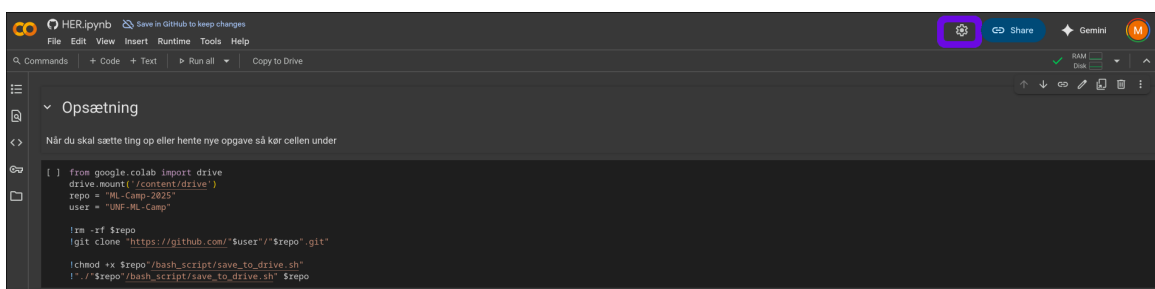 HER.ipynb Save in GitHub to keep changes
File Edit View Insert Runtime Tools Help
Share
Gemini
M
Commands + Code + Text Run all Copy to Drive
RAM
Disk
Opsætning
Når du skal sætte ting op eller hente nye opgave så kør cellen under
[ ] from google.colab import drive
drive.mount('/content/drive')
repo = "ML-Camp-2025"
user = "UNF-ML-Camp"
!rm -rf $repo
!git clone "https://github.com/"$user"/"$repo".git"
!chmod +x $repo"/bash_script/save_to_drive.sh"
!"./"$repo"/bash_script/save_to_drive.sh" $repo